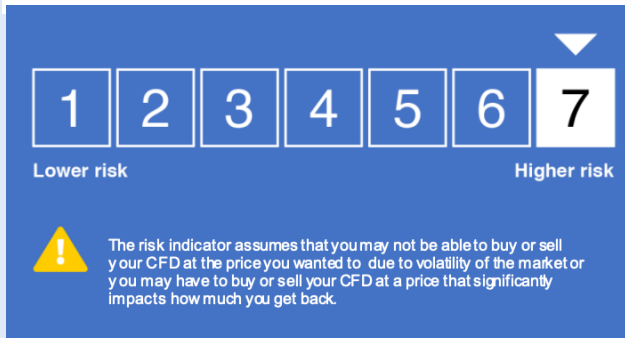 1 2 3 4 5 6 7
Lower risk Higher risk
The risk indicator assumes that you may not be able to buy or sell
your CFD at the price you wanted to due to volatility of the market or
you may have to buy or sell your CFD at a price that significantly
impacts how much you get back.